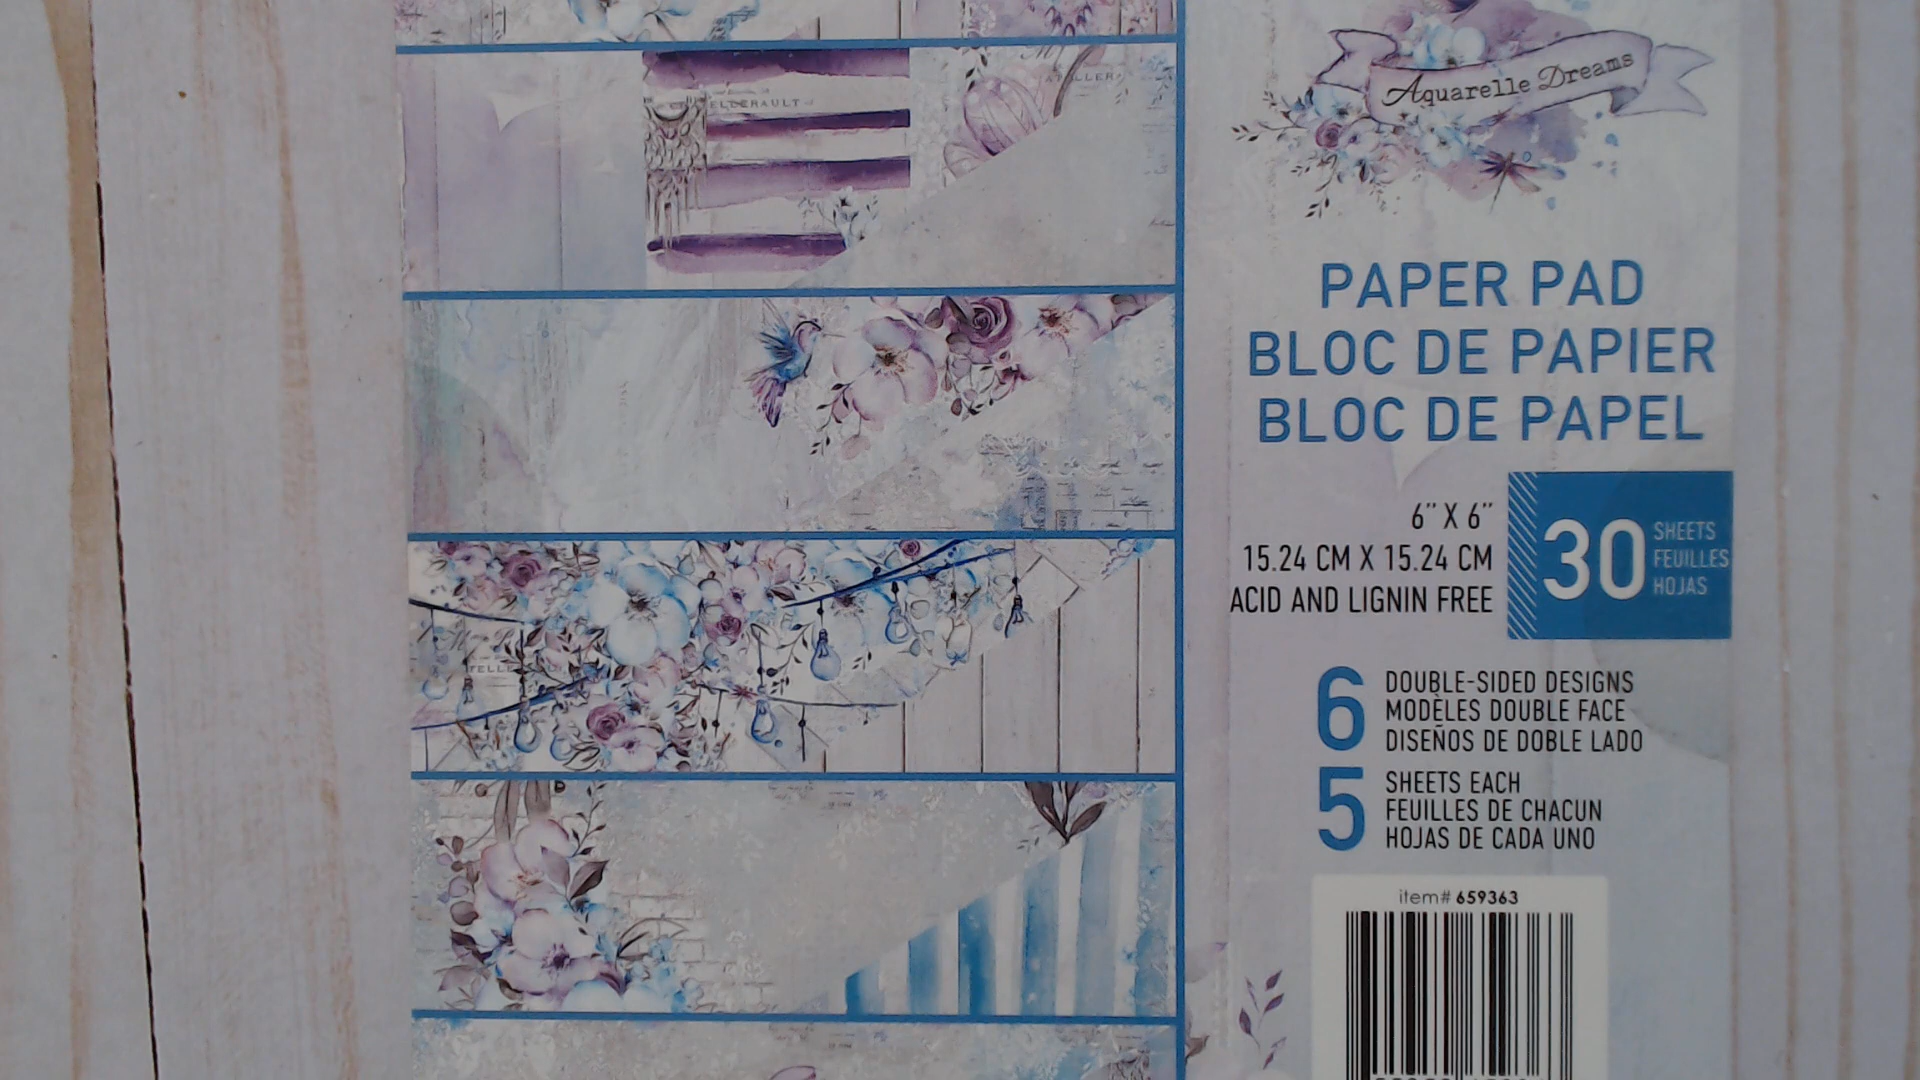 Aquarelle Dreams
PAPER PAD
BLOC DE PAPIER
BLOC DE PAPEL
6” X 6”
15.24 CM X 15.24 CM
ACID AND LIGNIN FREE
30
SHEETS
FEUILLES
HOJAS
6
DOUBLE-SIDED DESIGNS
MODÈLES DOUBLE FACE
DISEÑOS DE DOBLE LADO
5
SHEETS EACH
FEUILLES DE CHACUN
HOJAS DE CADA UNO
item# 659363